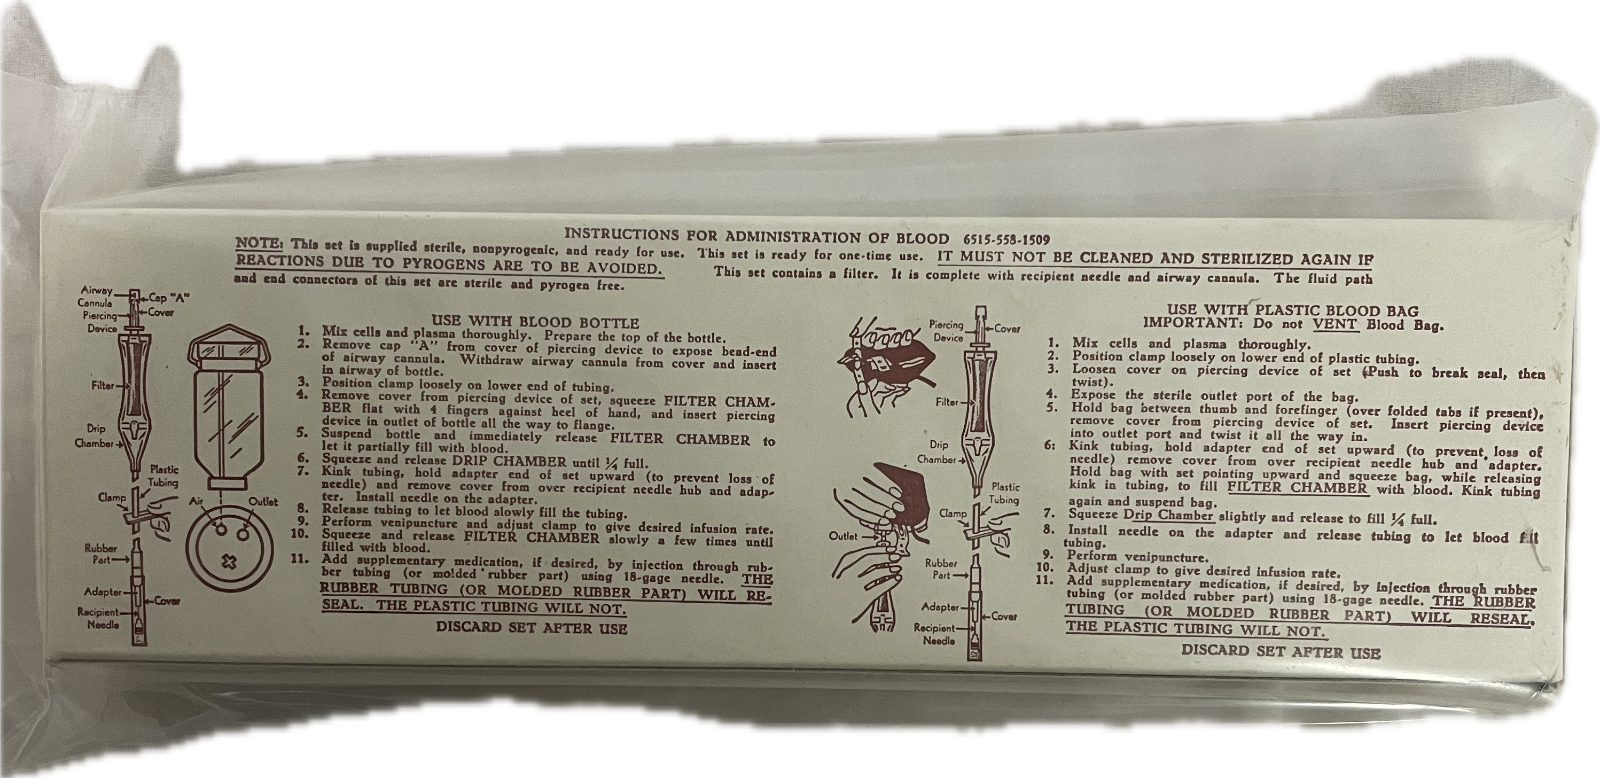 INSTRUCTIONS FOR ADMINISTRATION OF BLOOD 6515-558-1509
NOTE: This set is supplied sterile, nonpyrogenic, and ready for use. This set is ready for one-time use. IT MUST NOT BE CLEANED AND STERILIZED AGAIN IF
REACTIONS DUE TO PYROGENS ARE TO BE AVOIDED. This set contains a filter. It is complete with recipient needle and airway cannula. The fluid path
and end connectors of this set are sterile and pyrogen free.
Airway
Cannula
Cap "A"
Cover
Piercing
Device
Filter
Drip
Chamber
Plastic
Tubing
Clamp
Air
Outlet
Rubber
Part
Adapter
Cover
Recipient
Needle
USE WITH BLOOD BOTTLE
1. Mix cells and plasma thoroughly. Prepare the top of the bottle.
2. Remove cap "A" from cover of piercing device to expose bead-end
of airway cannula. Withdraw airway cannula from cover and insert
in airway of bottle.
3. Position clamp loosely on lower end of tubing.
4. Remove cover from piercing device of set, squeeze FILTER CHAM-
BER flat with 4 fingers against heel of hand, and insert piercing
device in outlet of bottle all the way to flange.
5. Suspend bottle and immediately release FILTER CHAMBER to
let it partially fill with blood.
6. Squeeze and release DRIP CHAMBER until ¼ full.
7. Kink tubing, hold adapter end of set upward (to prevent loss of
needle) and remove cover from over recipient needle hub and adap-
ter. Install needle on the adapter.
8. Release tubing to let blood slowly fill the tubing.
9. Perform venipuncture and adjust clamp to give desired infusion rate.
10. Squeeze and release FILTER CHAMBER slowly a few times until
filled with blood.
11. Add supplementary medication, if desired, by injection through rub-
ber tubing (or molded rubber part) using 18-gage needle. THE
RUBBER TUBING (OR MOLDED RUBBER PART) WILL RE-
SEAL. THE PLASTIC TUBING WILL NOT.
DISCARD SET AFTER USE
Piercing
Device
Cover
Filter
Drip
Chamber
Plastic
Tubing
Clamp
Outlet
Rubber
Part
Adapter
Cover
Recipient
Needle
USE WITH PLASTIC BLOOD BAG
IMPORTANT: Do not VENT Blood Bag.
1. Mix cells and plasma thoroughly.
2. Position clamp loosely on lower end of plastic tubing.
3. Loosen cover on piercing device of set (Push to break seal, then
twist).
4. Expose the sterile outlet port of the bag.
5. Hold bag between thumb and forefinger (over folded tabs if present),
remove cover from piercing device of set. Insert piercing device
into outlet port and twist it all the way in.
6. Kink tubing, hold adapter end of set upward (to prevent loss of
needle) remove cover from over recipient needle hub and adapter.
Hold bag with set pointing upward and squeeze bag, while releasing
kink in tubing, to fill FILTER CHAMBER with blood. Kink tubing
again and suspend bag.
7. Squeeze Drip Chamber slightly and release to fill ¼ full.
8. Install needle on the adapter and release tubing to let blood fill
tubing.
9. Perform venipuncture.
10. Adjust clamp to give desired infusion rate.
11. Add supplementary medication, if desired, by injection through rubber
tubing (or molded rubber part) using 18-gage needle. THE RUBBER
TUBING (OR MOLDED RUBBER PART) WILL RESEAL.
THE PLASTIC TUBING WILL NOT.
DISCARD SET AFTER USE